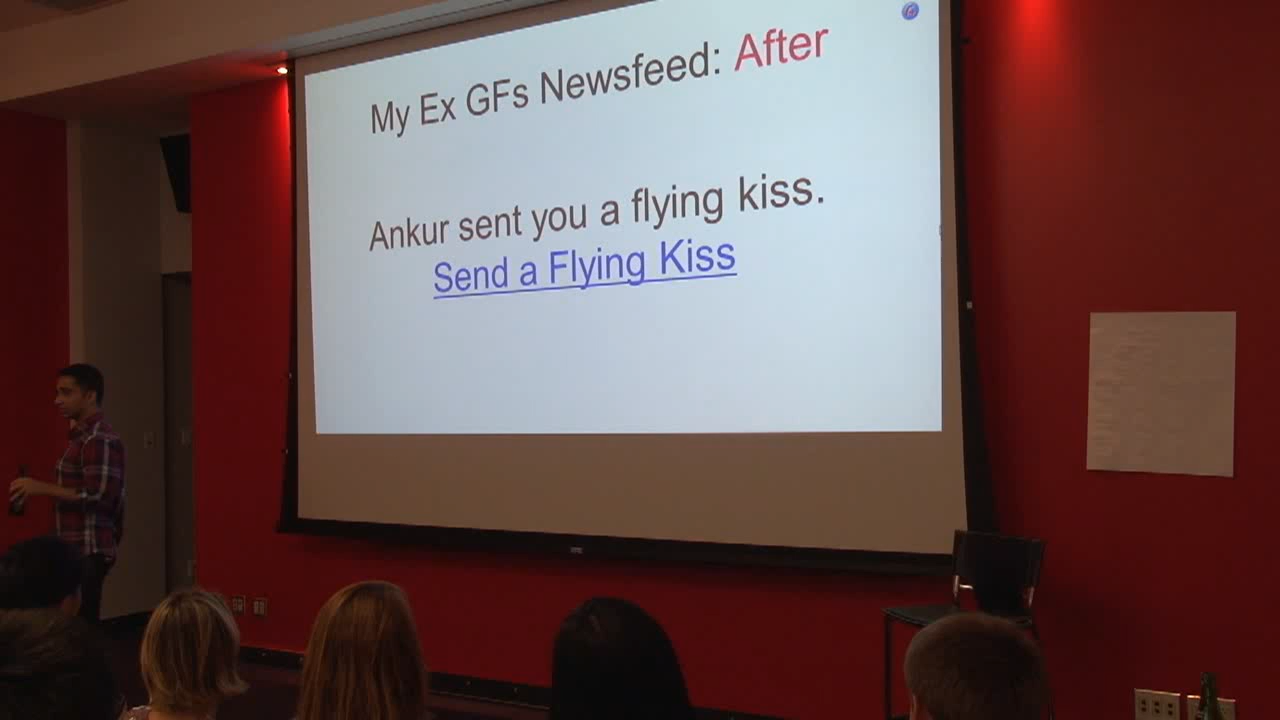 My Ex GFs Newsfeed: After
Ankur sent you a flying kiss.
Send a Flying Kiss